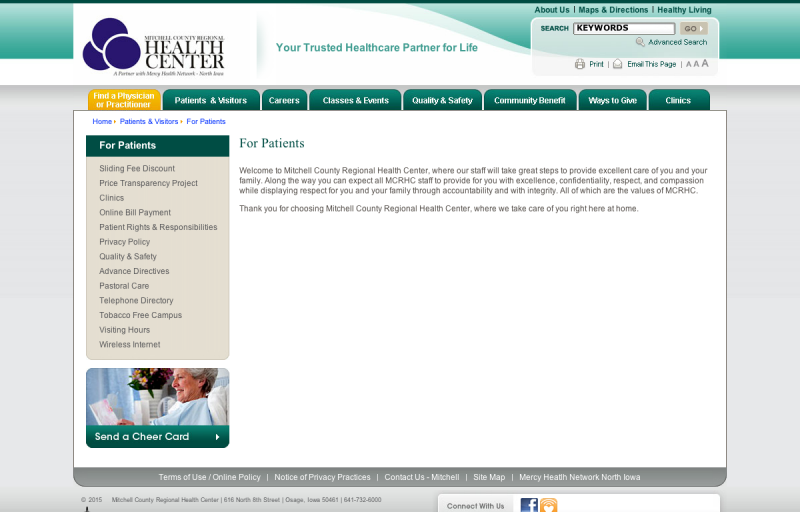 About Us | Maps & Directions | Healthy Living
MITCHELL COUNTY REGIONAL
HEALTH
CENTER
A Partner with Mercy Health Network - North Iowa
Your Trusted Healthcare Partner for Life
SEARCH KEYWORDS GO
Advanced Search
Print | Email This Page | A A A
Find a Physician
or Practitioner
Patients & Visitors
Careers
Classes & Events
Quality & Safety
Community Benefit
Ways to Give
Clinics
Home Patients & Visitors For Patients
For Patients
Sliding Fee Discount
Price Transparency Project
Clinics
Online Bill Payment
Patient Rights & Responsibilities
Privacy Policy
Quality & Safety
Advance Directives
Pastoral Care
Telephone Directory
Tobacco Free Campus
Visiting Hours
Wireless Internet
Send a Cheer Card
For Patients
Welcome to Mitchell County Regional Health Center, where our staff will take great steps to provide excellent care of you and your
family. Along the way you can expect all MCRHC staff to provide for you with excellence, confidentiality, respect, and compassion
while displaying respect for you and your family through accountability and with integrity. All of which are the values of MCRHC.
Thank you for choosing Mitchell County Regional Health Center, where we take care of you right here at home.
Terms of Use / Online Policy | Notice of Privacy Practices | Contact Us - Mitchell | Site Map | Mercy Heatlh Network North Iowa
© 2015 Mitchell County Regional Health Center | 616 North 8th Street | Osage, Iowa 50461 | 641-732-6000
Connect With Us